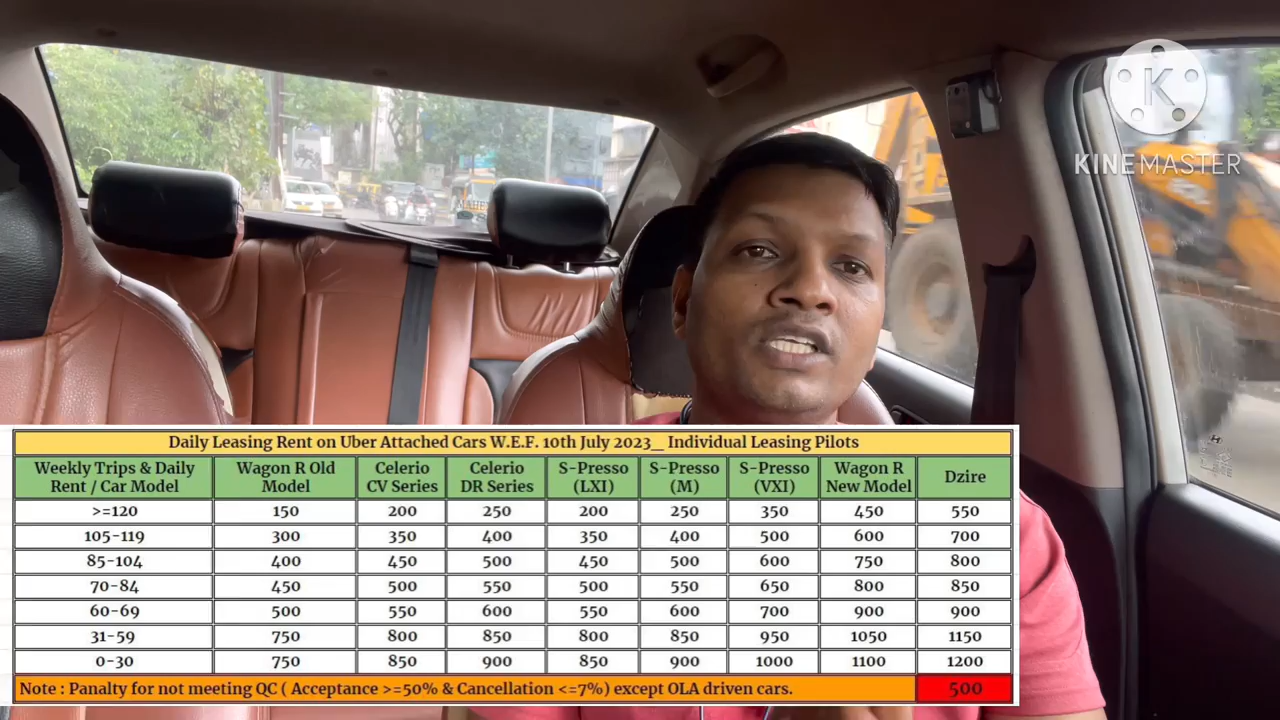 K
KINEMASTER
MAHE
Daily Leasing Rent on Uber Attached Cars W.E.F. 10th July 2023_ Individual Leasing Pilots
Weekly Trips & Daily Rent / Car Model | Wagon R Old Model | Celerio CV Series | Celerio DR Series | S-Presso (LXI) | S-Presso (M) | S-Presso (VXI) | Wagon R New Model | Dzire
>=120 150 200 250 200 250 350 450 550
105-119 300 350 400 350 400 500 600 700
85-104 400 450 500 450 500 600 750 800
70-84 450 500 550 500 550 650 800 850
60-69 500 550 600 550 600 700 900 900
31-59 750 800 850 800 850 950 1050 1150
0-30 750 850 900 850 900 1000 1100 1200
Note : Panalty for not meeting QC ( Acceptance >=50% & Cancellation <=7%) except OLA driven cars. 500